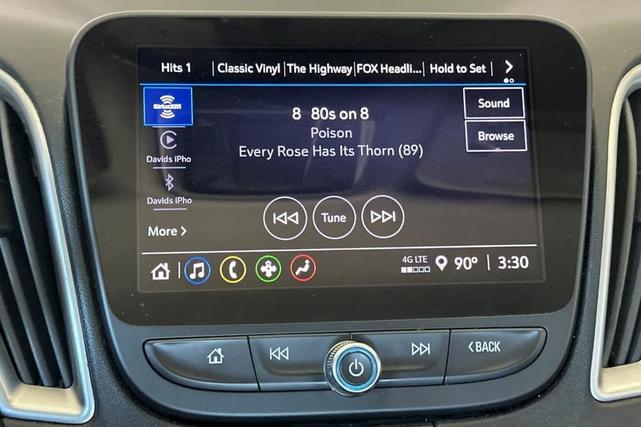 Hits 1 | Classic Vinyl | The Highway | FOX Headli... | Hold to Set |
siriusxm
8 80s on 8
Poison
Every Rose Has Its Thorn (89)
Sound
Browse
Davids iPho
Davids iPho
Tune
More
4G LTE
90° | 3:30
BACK